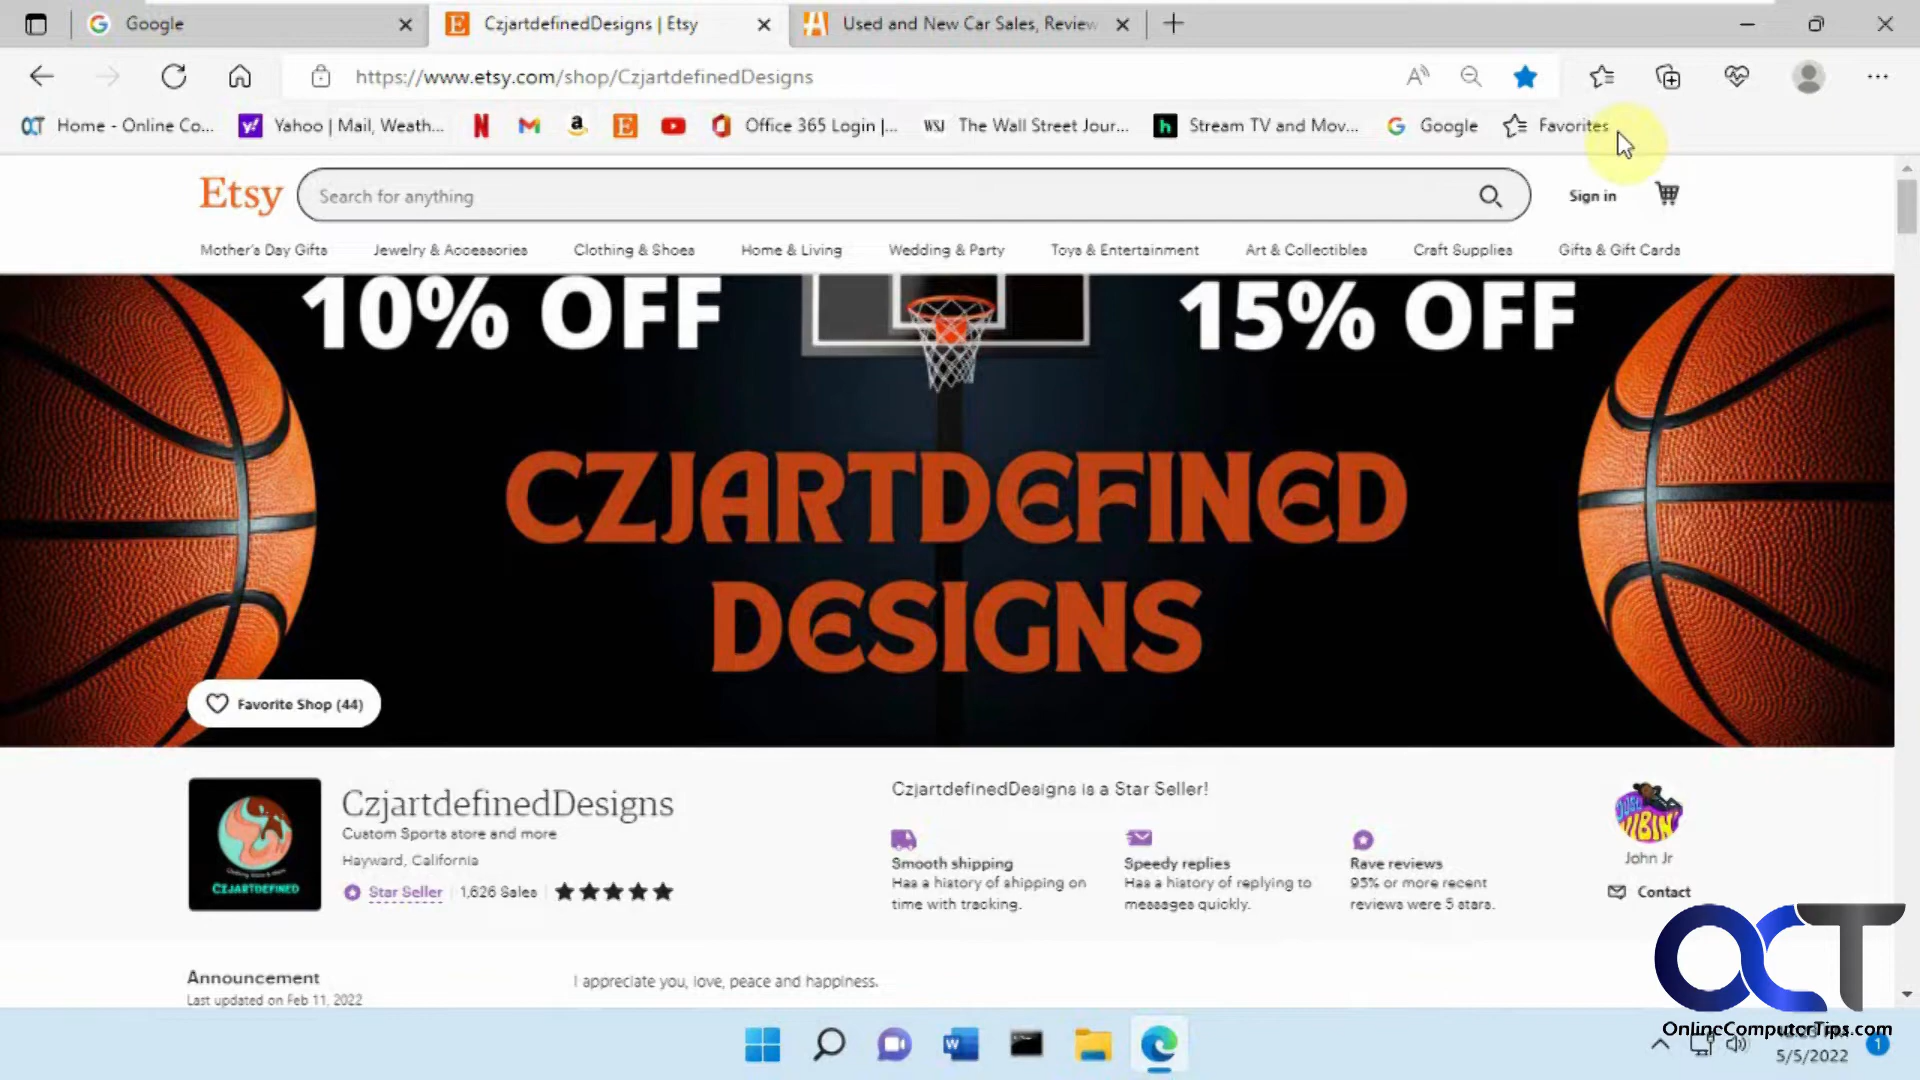 Google
CzjartdefinedDesigns | Etsy
Used and New Car Sales, Review
https://www.etsy.com/shop/CzjartdefinedDesigns
Home - Online Co...
Yahoo | Mail, Weath...
Office 365 Login |...
WSJ
The Wall Street Jour...
Stream TV and Mov...
Google
Favorites
Etsy
Search for anything
Sign in
Mother's Day Gifts
Jewelry & Accessories
Clothing & Shoes
Home & Living
Wedding & Party
Toys & Entertainment
Art & Collectibles
Craft Supplies
Gifts & Gift Cards
10% OFF
15% OFF
CZJARTDEFINED
DESIGNS
Favorite Shop (44)
CZJARTDEFINED
CzjartdefinedDesigns
Custom Sports store and more
Hayward, California
Star Seller
1,626 Sales
CzjartdefinedDesigns is a Star Seller!
Smooth shipping
Has a history of shipping on
time with tracking.
Speedy replies
Has a history of replying to
messages quickly.
Rave reviews
95% or more recent
reviews were 5 stars.
JUST
VIBIN'
John Jr
Contact
Announcement
Last updated on Feb 11, 2022
I appreciate you, love, peace and happiness.
OCT
OnlineComputerTips.com
5/5/2022
1